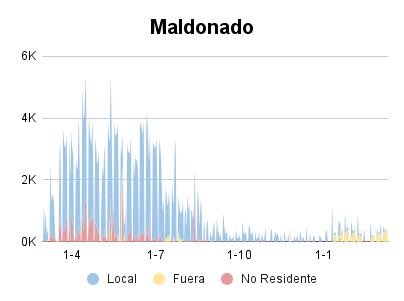 Maldonado
6K
4K
2K
0K
1-4 1-7 1-10 1-1
Local Fuera No Residente